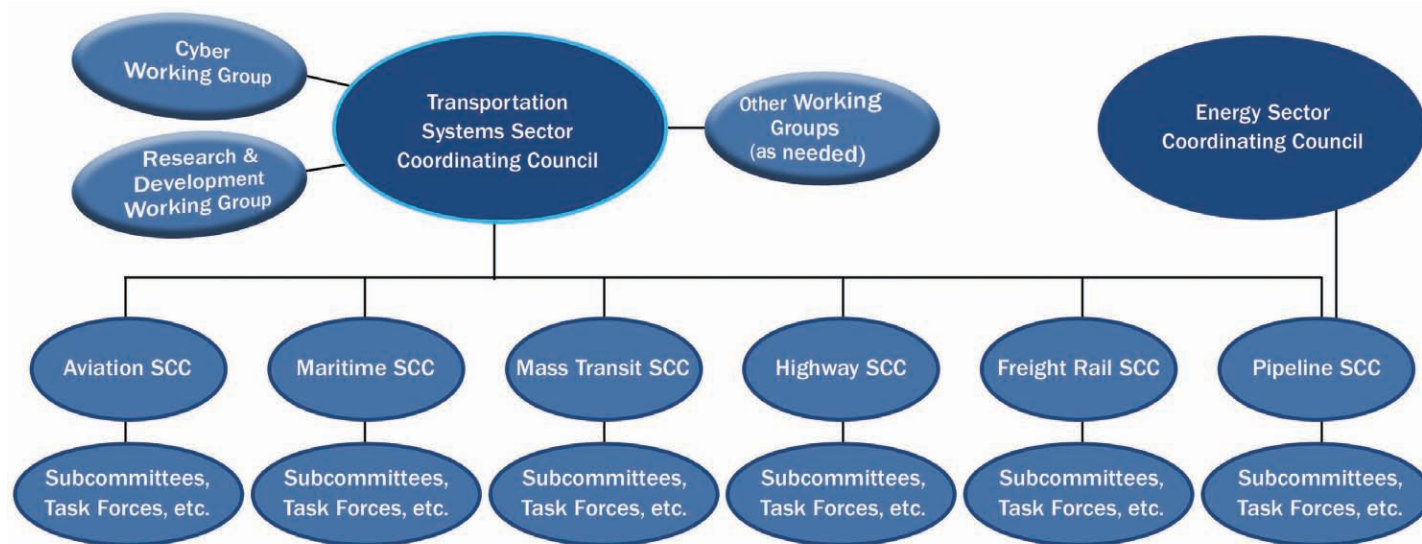 Cyber
Working Group
Transportation
Systems Sector
Coordinating Council
Other Working
Groups
(as needed)
Energy Sector
Coordinating Council
Research &
Development
Working Group
Aviation SCC
Maritime SCC
Mass Transit SCC
Highway SCC
Freight Rail SCC
Pipeline SCC
Subcommittees,
Task Forces, etc.
Subcommittees,
Task Forces, etc.
Subcommittees,
Task Forces, etc.
Subcommittees,
Task Forces, etc.
Subcommittees,
Task Forces, etc.
Subcommittees,
Task Forces, etc.